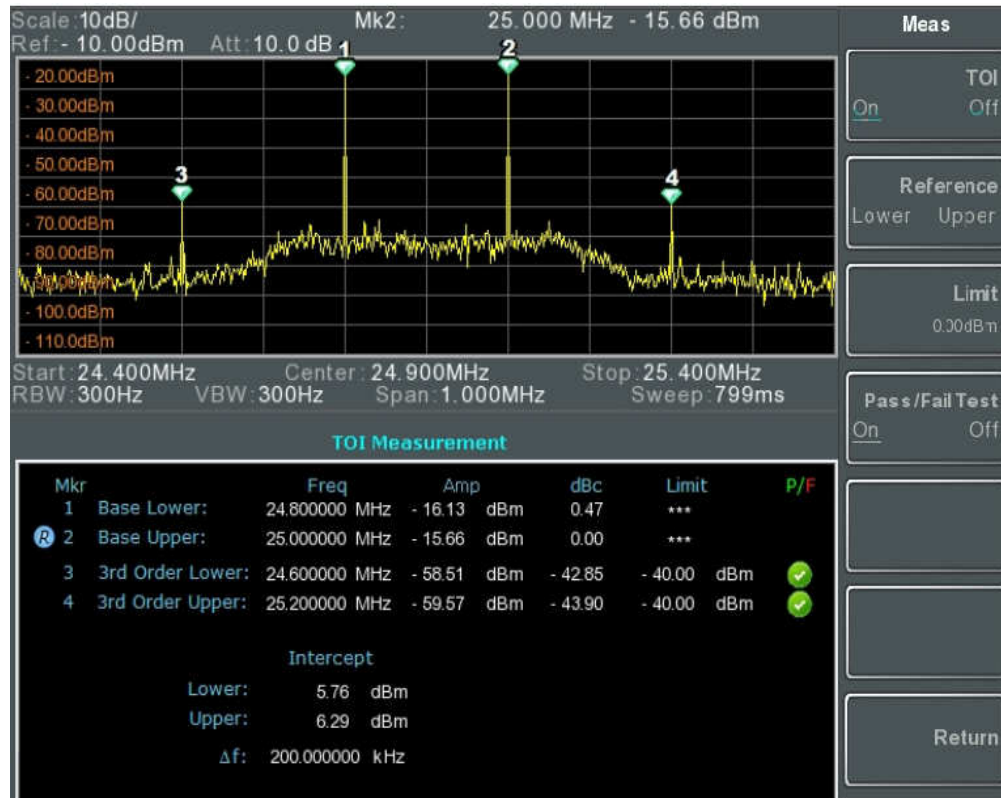 Scale:10dB/ Mk2: 25.000 MHz - 15.66 dBm
Ref:- 10.00dBm Att:10.0 dB
1 2
- 20.00dBm
- 30.00dBm
- 40.00dBm
- 50.00dBm
3 4
- 60.00dBm
- 70.00dBm
- 80.00dBm
- 90.00dBm
- 100.0dBm
- 110.0dBm
Start:24.400MHz Center:24.900MHz Stop:25.400MHz
RBW:300Hz VBW:300Hz Span:1.000MHz Sweep:799ms
TOI Measurement
Mkr Freq Amp dBc Limit P/F
1 Base Lower: 24.800000 MHz - 16.13 dBm 0.47 ***
R 2 Base Upper: 25.000000 MHz - 15.66 dBm 0.00 ***
3 3rd Order Lower: 24.600000 MHz - 58.51 dBm - 42.85 - 40.00 dBm
4 3rd Order Upper: 25.200000 MHz - 59.57 dBm - 43.90 - 40.00 dBm
Intercept
Lower: 5.76 dBm
Upper: 6.29 dBm
Δf: 200.000000 kHz
Meas
TOI
On Off
Reference
Lower Upper
Limit
0.00dBm
Pass/Fail Test
On Off
Return